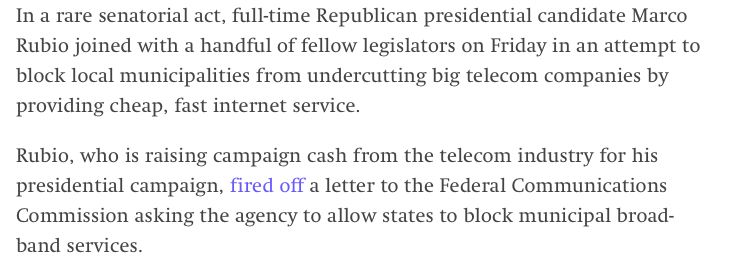 In a rare senatorial act, full-time Republican presidential candidate Marco
Rubio joined with a handful of fellow legislators on Friday in an attempt to
block local municipalities from undercutting big telecom companies by
providing cheap, fast internet service.
Rubio, who is raising campaign cash from the telecom industry for his
presidential campaign, fired off a letter to the Federal Communications
Commission asking the agency to allow states to block municipal broad-
band services.